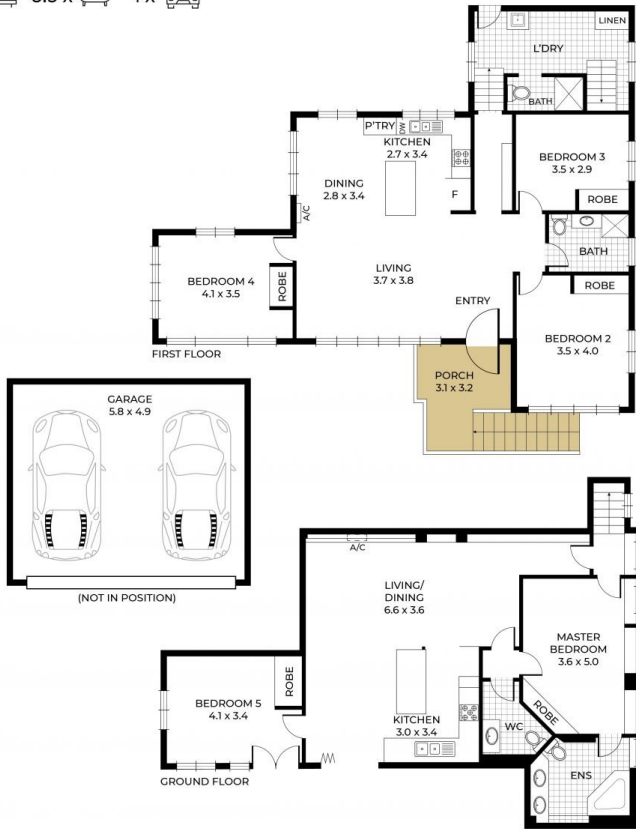 LINEN
L'DRY
BATH
P'TRY
DW
KITCHEN
2.7 x 3.4
F
DINING
2.8 x 3.4
A/C
BEDROOM 3
3.5 x 2.9
ROBE
BATH
ROBE
BEDROOM 4
4.1 x 3.5
ROBE
LIVING
3.7 x 3.8
ENTRY
BEDROOM 2
3.5 x 4.0
FIRST FLOOR
PORCH
3.1 x 3.2
GARAGE
5.8 x 4.9
(NOT IN POSITION)
A/C
LIVING/
DINING
6.6 x 3.6
MASTER
BEDROOM
3.6 x 5.0
BEDROOM 5
4.1 x 3.4
ROBE
KITCHEN
3.0 x 3.4
ROBE
WC
ENS
GROUND FLOOR